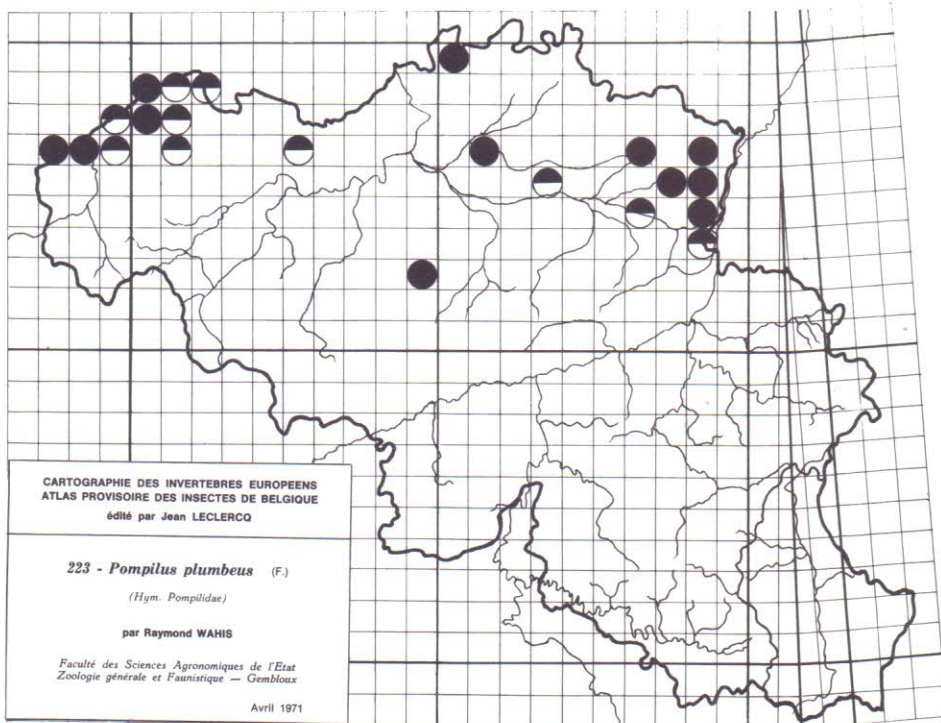 CARTOGRAPHIE DES INVERTEBRES EUROPEENS
ATLAS PROVISOIRE DES INSECTES DE BELGIQUE
édité par Jean LECLERCQ
223 - Pompilus plumbeus (F.)
(Hym. Pompilidae)
par Raymond WAHIS
Faculté des Sciences Agronomiques de l'Etat
Zoologie générale et Faunistique — Gembloux
Avril 1971